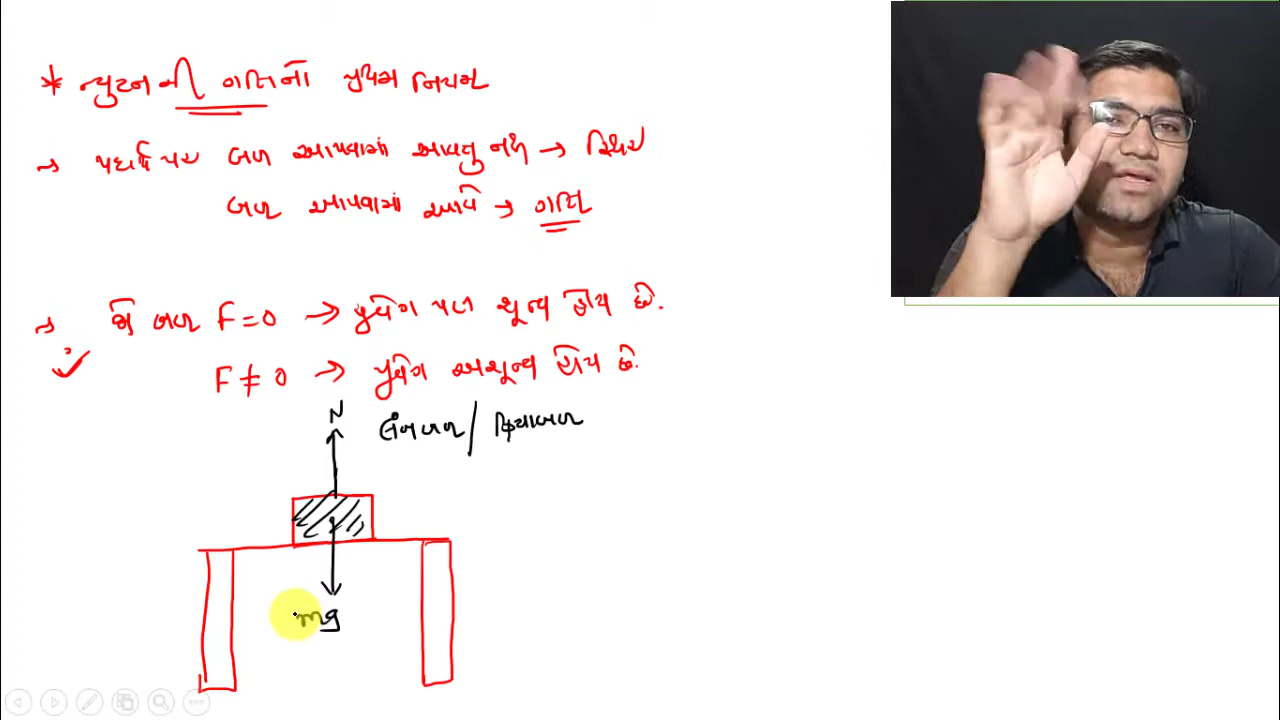 * ન્યુટનની ગતિનો પ્રથમ નિયમ
→ પદાર્થ પર બળ આપવામાં આવતુ નથી → સ્થિર
બળ આપવામાં આવે → ગતિ
→ જો બળ F = 0 → પ્રવેગ પણ શૂન્ય હોય છે.
F ≠ 0 → પ્રવેગ અશૂન્ય હોય છે.
N
લંબબળ / ક્રિયાબળ
mg